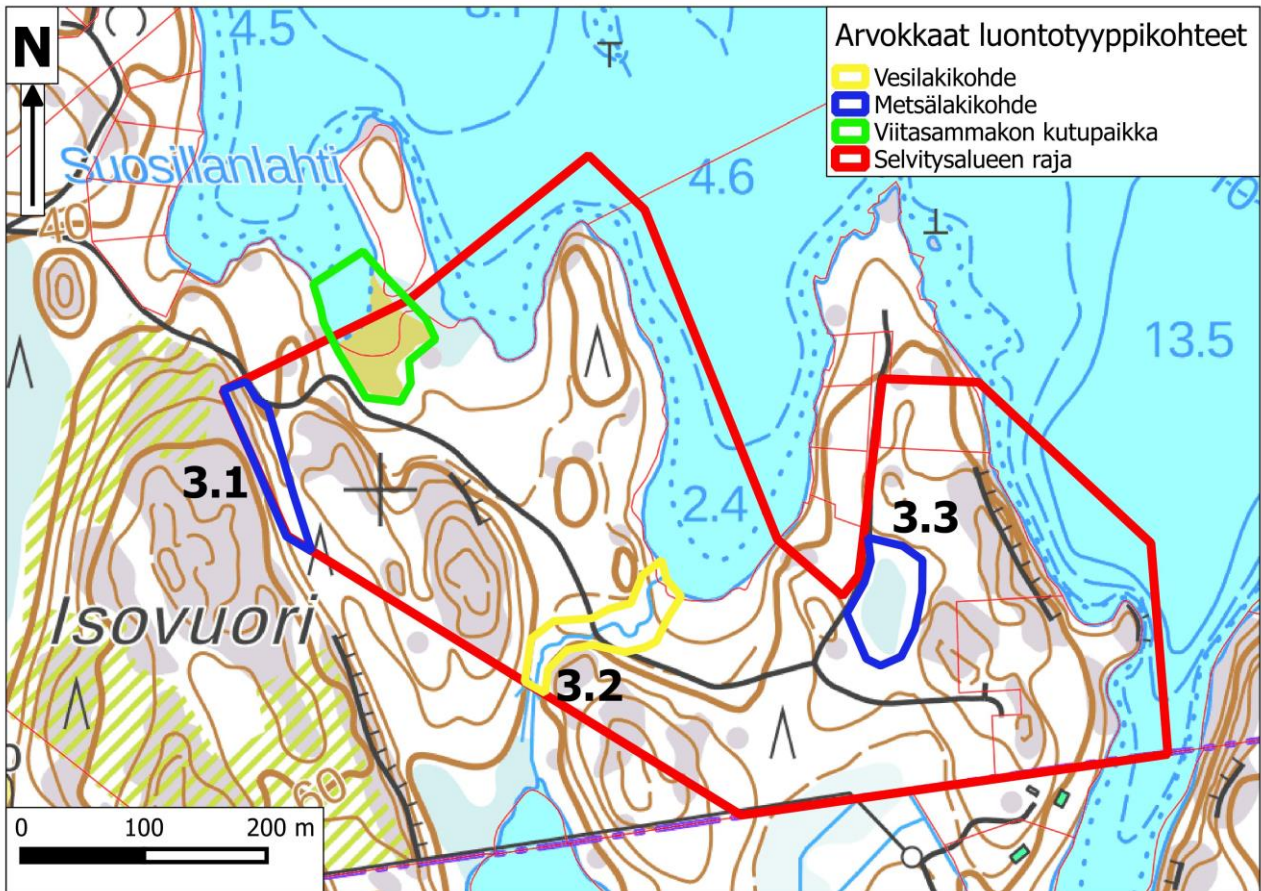 N
4.5
Arvokkaat luontotyyppikohteet
Vesilakikohde
Metsälakikohde
Viitasammakon kutupaikka
Selvitysalueen raja
Suosillanlahti
4.6
40
13.5
3.1
2.4
3.3
Isovuori
3.2
60
0 100 200 m